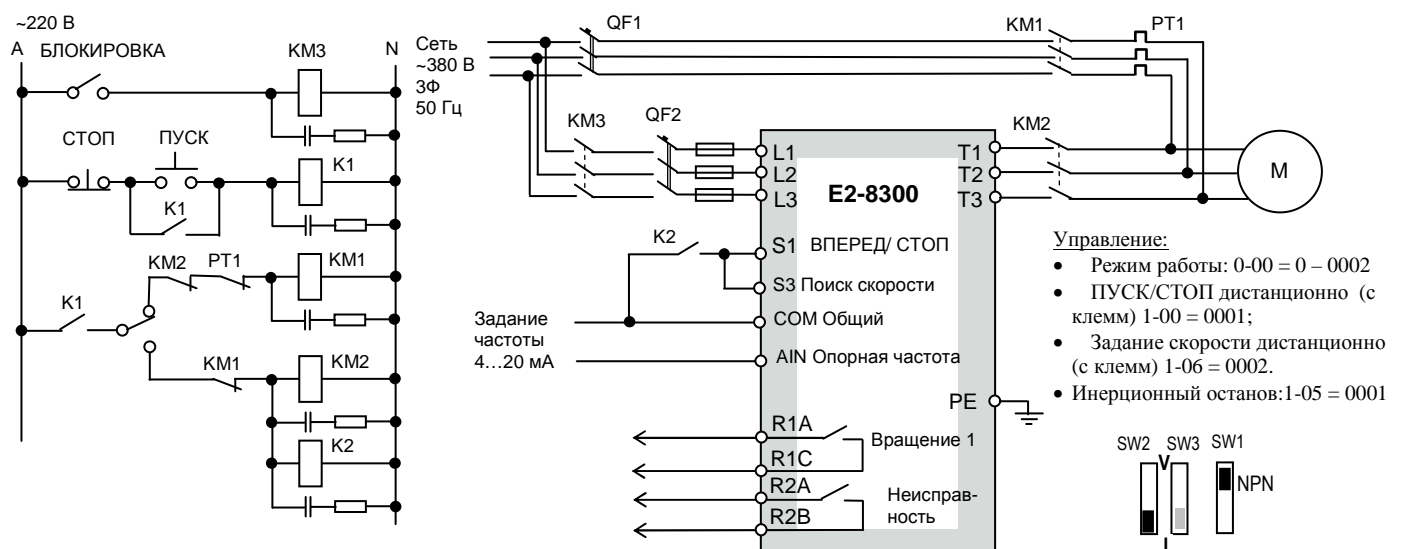 ~220 В
А БЛОКИРОВКА
KM3
N
СТОП
ПУСК
K1
K1
KM2
PT1
KM1
K1
KM1
KM2
K2
Сеть
~380 В
3Ф
50 Гц
QF1
KM1
PT1
KM3
QF2
KM2
L1
L2
L3
E2-8300
T1
T2
T3
M
K2
S1 ВПЕРЕД/ СТОП
S3 Поиск скорости
COM Общий
AIN Опорная частота
Задание
частоты
4…20 мА
PE
R1A
Вращение 1
R1C
R2A
Неисправ-
ность
R2B
Управление:
• Режим работы: 0-00 = 0 – 0002
• ПУСК/СТОП дистанционно (с
клемм) 1-00 = 0001;
• Задание скорости дистанционно
(с клемм) 1-06 = 0002.
• Инерционный останов:1-05 = 0001
SW2 SW3 SW1
V
NPN
I